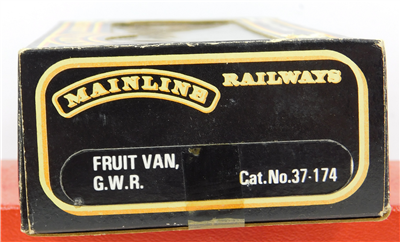 MAINLINE RAILWAYS
FRUIT VAN,
G.W.R. Cat.No.37-174